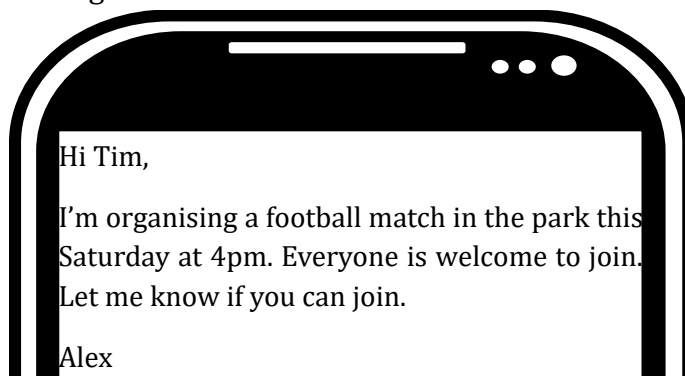 Hi Tim,
I'm organising a football match in the park this
Saturday at 4pm. Everyone is welcome to join.
Let me know if you can join.
Alex